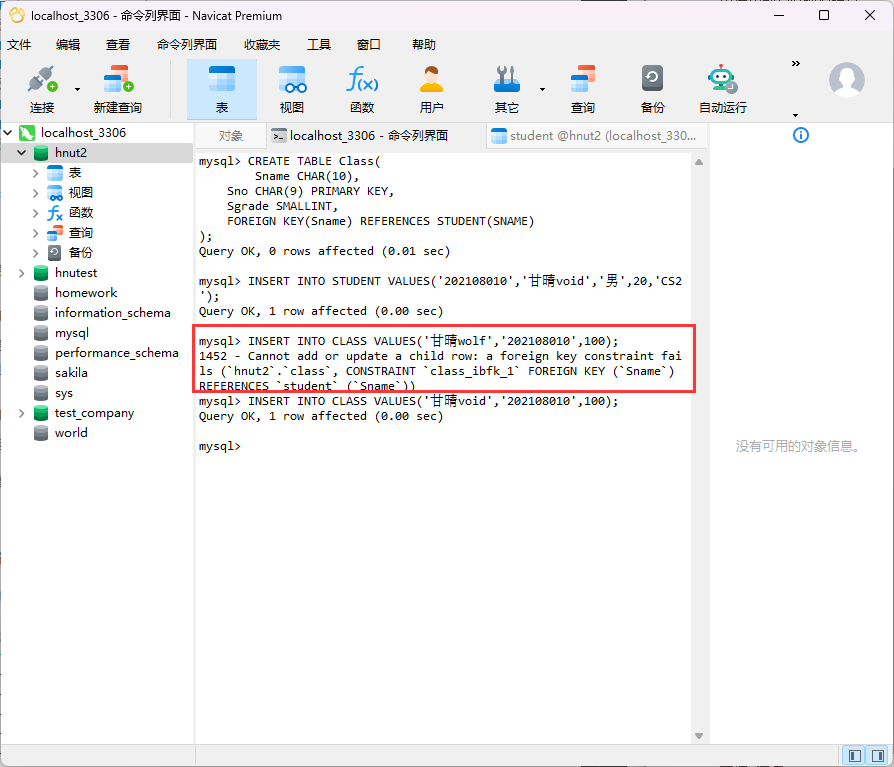 localhost_3306 - 命令列界面 - Navicat Premium
文件 编辑 查看 命令列界面 收藏夹 工具 窗口 帮助
连接 新建查询 表 视图 函数 用户 其它 查询 备份 自动运行
localhost_3306
hnut2
表
视图
函数
查询
备份
hnutest
homework
information_schema
mysql
performance_schema
sakila
sys
test_company
world
对象 localhost_3306 - 命令列界面 student @hnut2 (localhost_330...
mysql> CREATE TABLE Class(
Sname CHAR(10),
Sno CHAR(9) PRIMARY KEY,
Sgrade SMALLINT,
FOREIGN KEY(Sname) REFERENCES STUDENT(SNAME)
);
Query OK, 0 rows affected (0.01 sec)
mysql> INSERT INTO STUDENT VALUES('202108010','甘晴void','男',20,'CS2
');
Query OK, 1 row affected (0.00 sec)
mysql> INSERT INTO CLASS VALUES('甘晴wolf','202108010',100);
1452 - Cannot add or update a child row: a foreign key constraint fai
ls (`hnut2`.`class`, CONSTRAINT `class_ibfk_1` FOREIGN KEY (`Sname`)
REFERENCES `student` (`Sname`))
mysql> INSERT INTO CLASS VALUES('甘晴void','202108010',100);
Query OK, 1 row affected (0.00 sec)
mysql>
没有可用的对象信息。